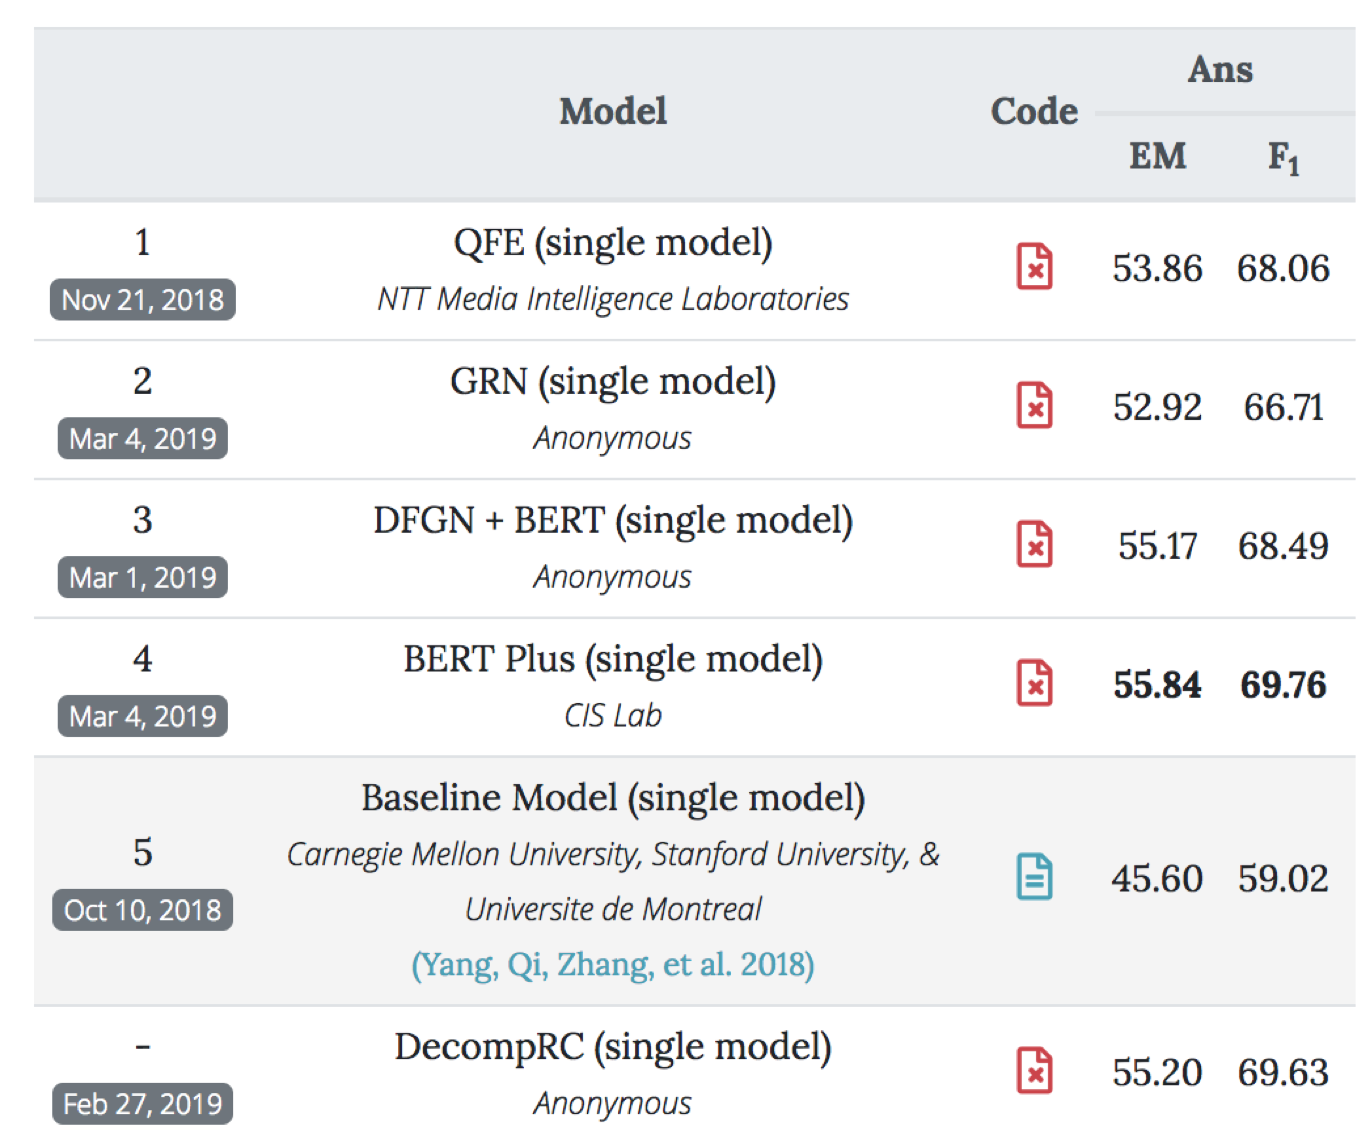 Model Code Ans
EM F1
1 QFE (single model) 53.86 68.06
Nov 21, 2018 NTT Media Intelligence Laboratories
2 GRN (single model) 52.92 66.71
Mar 4, 2019 Anonymous
3 DFGN + BERT (single model) 55.17 68.49
Mar 1, 2019 Anonymous
4 BERT Plus (single model) 55.84 69.76
Mar 4, 2019 CIS Lab
Baseline Model (single model)
5 Carnegie Mellon University, Stanford University, & 45.60 59.02
Oct 10, 2018 Universite de Montreal
(Yang, Qi, Zhang, et al. 2018)
- DecompRC (single model) 55.20 69.63
Feb 27, 2019 Anonymous